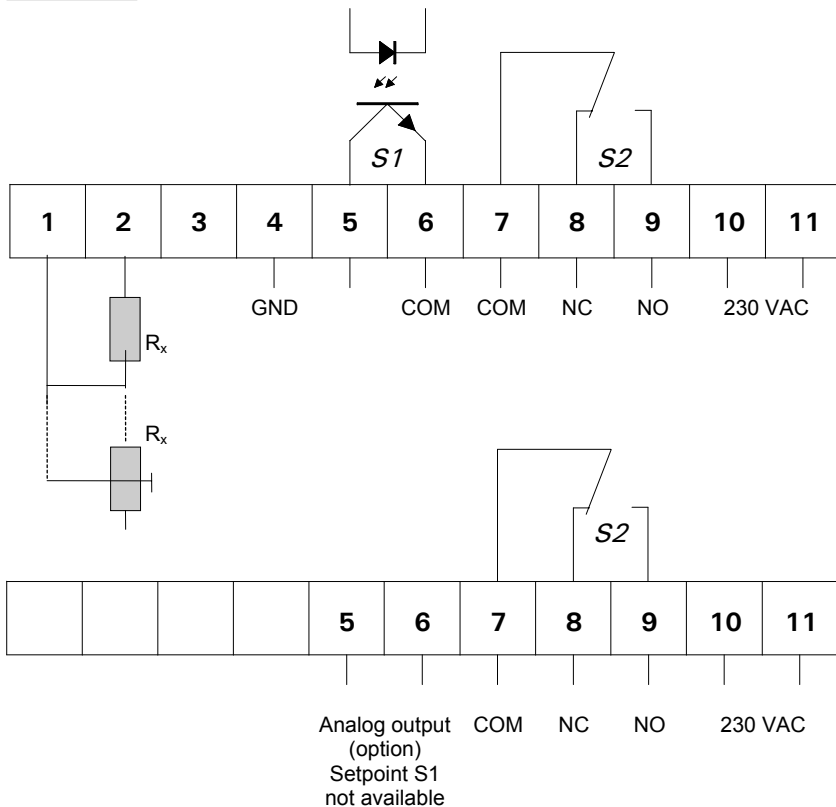 S1 S2
1 2 3 4 5 6 7 8 9 10 11
GND COM COM NC NO 230 VAC
Rx
Rx
S2
5 6 7 8 9 10 11
Analog output COM NC NO 230 VAC
(option)
Setpoint S1
not available